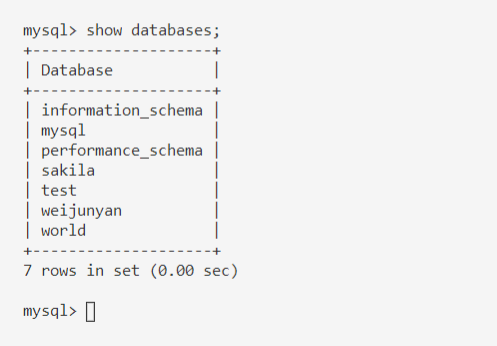 mysql> show databases;
+--------------------+
| Database           |
+--------------------+
| information_schema |
| mysql              |
| performance_schema |
| sakila             |
| test               |
| weijunyan          |
| world              |
+--------------------+
7 rows in set (0.00 sec)
mysql>